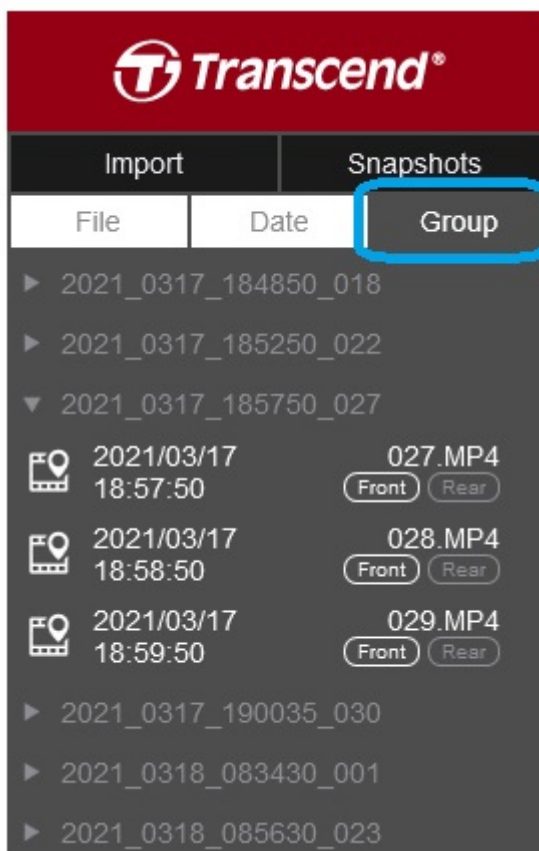 Transcend®
Import Snapshots
File Date Group
2021_0317_184850_018
2021_0317_185250_022
2021_0317_185750_027
2021/03/17 027.MP4
18:57:50 Front Rear
2021/03/17 028.MP4
18:58:50 Front Rear
2021/03/17 029.MP4
18:59:50 Front Rear
2021_0317_190035_030
2021_0318_083430_001
2021_0318_085630_023